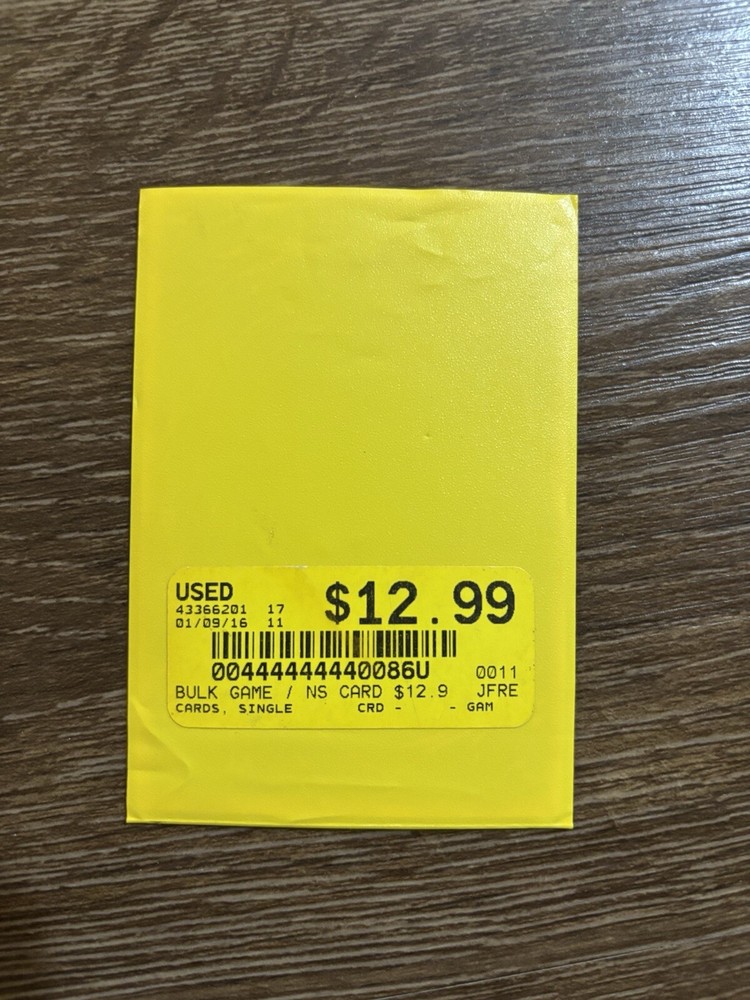 USED $12.99
43366201 17
01/09/16 11
00444444440086U 0011
BULK GAME / NS CARD $12.9 JFRE
CARDS, SINGLE CRD - - GAM